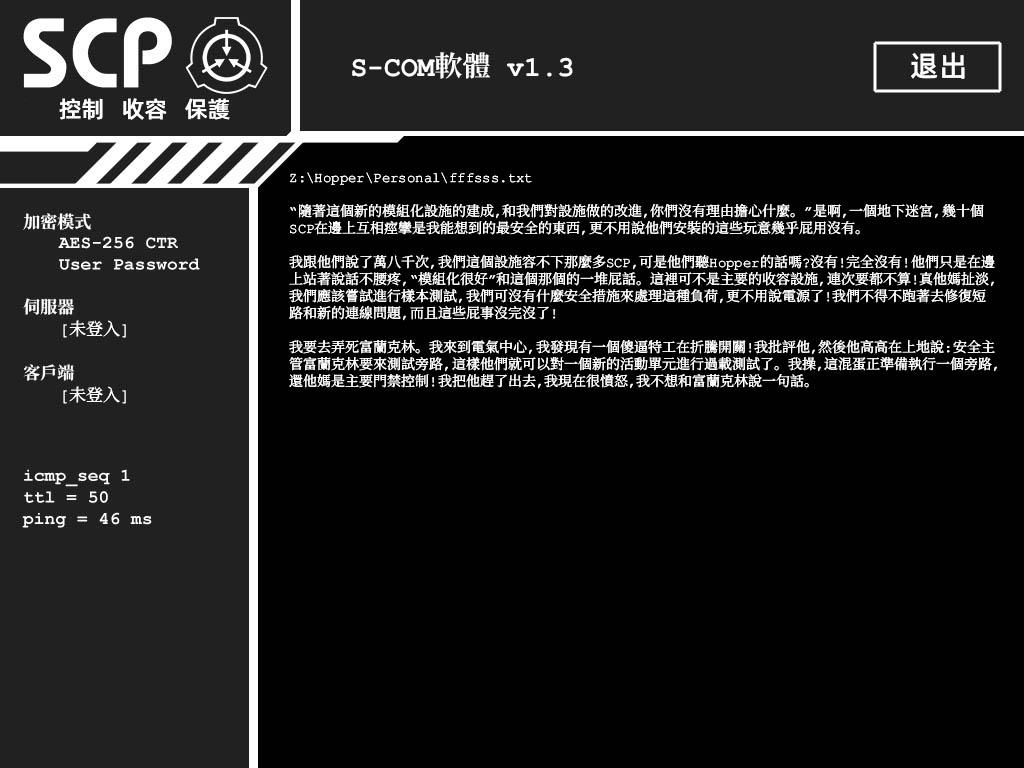 SCP
控制 收容 保護
S-COM軟體 v1.3
退出
加密模式
AES-256 CTR
User Password
伺服器
[未登入]
客戶端
[未登入]
icmp_seq 1
ttl = 50
ping = 46 ms
Z:\Hopper\Personal\fffsss.txt
“隨著這個新的模組化設施的建成,和我們對設施做的改進,你們沒有理由擔心什麼。”是啊,一個地下迷宮,幾十個
SCP在邊上互相痙攣是我能想到的最安全的東西,更不用說他們安裝的這些玩意幾乎屁用沒有。
我跟他們說了萬八千次,我們這個設施容不下那麼多SCP,可是他們聽Hopper的話嗎?沒有!完全沒有!他們只是在邊
上站著說話不腰疼,“模組化很好”和這個那個的一堆屁話。這裡可不是主要的收容設施,連次要都不算!真他媽扯淡,
我們應該嘗試進行樣本測試,我們可沒有什麼安全措施來處理這種負荷,更不用說電源了!我們不得不跑著去修復短
路和新的連線問題,而且這些屁事沒完沒了!
我要去弄死富蘭克林。我來到電氣中心,我發現有一個傻逼特工在折騰開關!我批評他,然後他高高在上地說:安全主
管富蘭克林要來測試旁路,這樣他們就可以對一個新的活動單元進行過載測試了。我操,這混蛋正準備執行一個旁路,
還他媽是主要門禁控制!我把他趕了出去,我現在很憤怒,我不想和富蘭克林說一句話。